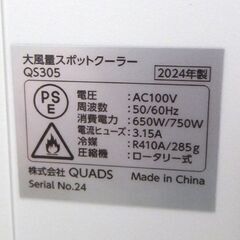 大風量スポットクーラー
QS305 2024年製
PSE
電圧 : AC100V
周波数 : 50/60Hz
消費電力 : 650W/750W
電流ヒューズ : 3.15A
冷媒 : R410A/285g
圧縮機 : ロータリー式
株式会社 QUADS Made in China
Serial No.24